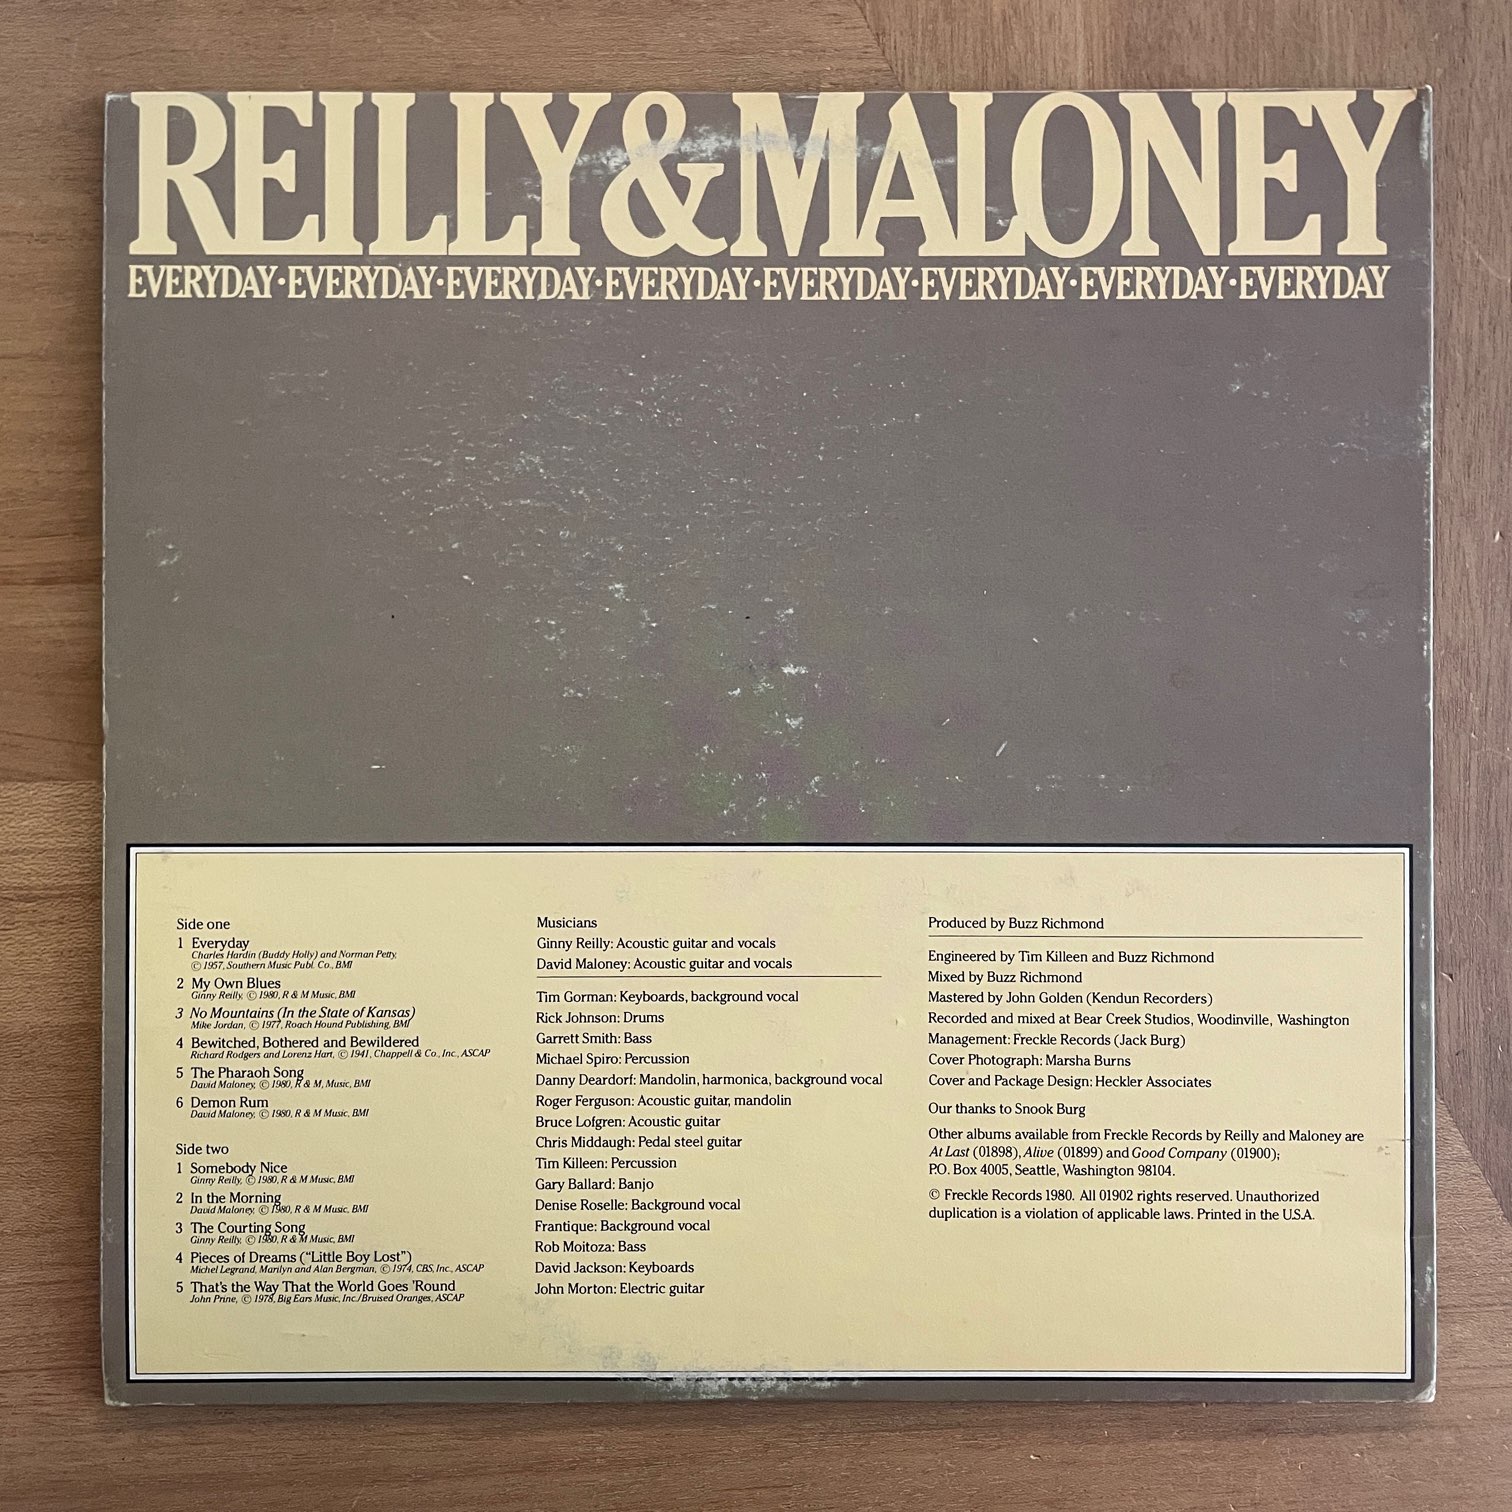 REILLY & MALONEY
EVERYDAY·EVERYDAY·EVERYDAY·EVERYDAY·EVERYDAY·EVERYDAY·EVERYDAY·EVERYDAY
Side one
1 Everyday
Charles Hardin (Buddy Holly) and Norman Petty,
© 1957, Southern Music Publ. Co., BMI
2 My Own Blues
Ginny Reilly, © 1980, R & M Music, BMI
3 No Mountains (In the State of Kansas)
Mike Jordan, © 1977, Roach Hound Publishing, BMI
4 Bewitched, Bothered and Bewildered
Richard Rodgers and Lorenz Hart, © 1941, Chappell & Co., Inc., ASCAP
5 The Pharaoh Song
David Maloney, © 1980, R & M, Music, BMI
6 Demon Rum
David Maloney, © 1980, R & M Music, BMI
Side two
1 Somebody Nice
Ginny Reilly, © 1980, R & M Music, BMI
2 In the Morning
David Maloney, © 1980, R & M Music, BMI
3 The Courting Song
Ginny Reilly, © 1980, R & M Music, BMI
4 Pieces of Dreams (“Little Boy Lost”)
Michel Legrand, Marilyn and Alan Bergman, © 1974, CBS, Inc., ASCAP
5 That's the Way That the World Goes 'Round
John Prine, © 1978, Big Ears Music, Inc./Bruised Oranges, ASCAP
Musicians
Ginny Reilly: Acoustic guitar and vocals
David Maloney: Acoustic guitar and vocals
Tim Gorman: Keyboards, background vocal
Rick Johnson: Drums
Garrett Smith: Bass
Michael Spiro: Percussion
Danny Deardorf: Mandolin, harmonica, background vocal
Roger Ferguson: Acoustic guitar, mandolin
Bruce Lofgren: Acoustic guitar
Chris Middaugh: Pedal steel guitar
Tim Killeen: Percussion
Gary Ballard: Banjo
Denise Roselle: Background vocal
Frantique: Background vocal
Rob Moitoza: Bass
David Jackson: Keyboards
John Morton: Electric guitar
Produced by Buzz Richmond
Engineered by Tim Killeen and Buzz Richmond
Mixed by Buzz Richmond
Mastered by John Golden (Kendun Recorders)
Recorded and mixed at Bear Creek Studios, Woodinville, Washington
Management: Freckle Records (Jack Burg)
Cover Photograph: Marsha Burns
Cover and Package Design: Heckler Associates
Our thanks to Snook Burg
Other albums available from Freckle Records by Reilly and Maloney are
At Last (01898), Alive (01899) and Good Company (01900);
P.O. Box 4005, Seattle, Washington 98104.
© Freckle Records 1980. All 01902 rights reserved. Unauthorized
duplication is a violation of applicable laws. Printed in the U.S.A.